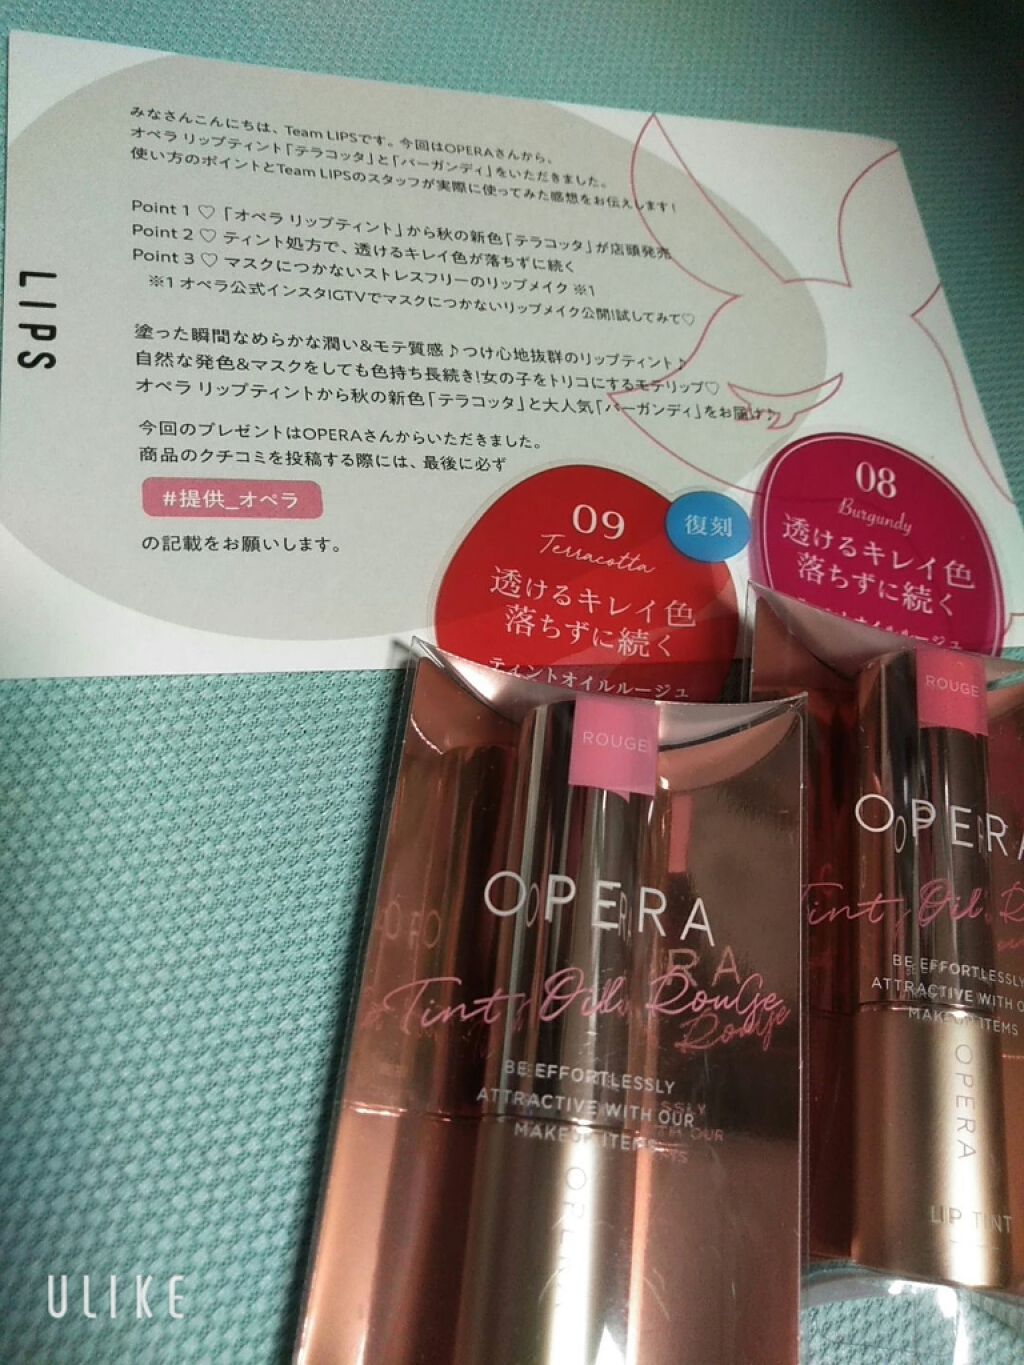 みなさんこんにちは、Team LIPSです。今回はOPERAさんから、
オペラ リップティント「テラコッタ」と「バーガンディ」をいただきました。
使い方のポイントとTeam LIPSのスタッフが実際に使ってみた感想をお伝えします!
Point 1 ♡ 「オペラ リップティント」から秋の新色「テラコッタ」が店頭発売
Point 2 ♡ ティント処方で、透けるキレイ色が落ちずに続く
Point 3 ♡ マスクにつかないストレスフリーのリップメイク ※1
※1 オペラ公式インスタIGTVでマスクにつかないリップメイク公開!試してみて♡
LIPS
塗った瞬間なめらかな潤い&モテ質感♪つけ心地抜群のリップティント♪
自然な発色&マスクをしても色持ち長続き!女の子をトリコにするモテリップ♡
オペラ リップティントから秋の新色「テラコッタ」と大人気「バーガンディ」をお届け♪
今回のプレゼントはOPERAさんからいただきました。
商品のクチコミを投稿する際には、最後に必ず
#提供_オペラ
の記載をお願いします。
09
Terracotta
透けるキレイ色
落ちずに続く
ティントオイルルージュ
復刻
08
Burgundy
透けるキレイ色
落ちずに続く
ROUGE
OPERA
Tint Oil Rouge
BE EFFORTLESSLY
ATTRACTIVE WITH OUR
MAKEUP ITEMS
OPERA
ROUGE
OPERA
Tint Oil
BE EFFORTLESSLY
ATTRACTIVE WITH
MAKEUP ITEMS
OPERA
LIP TINT
ULIKE